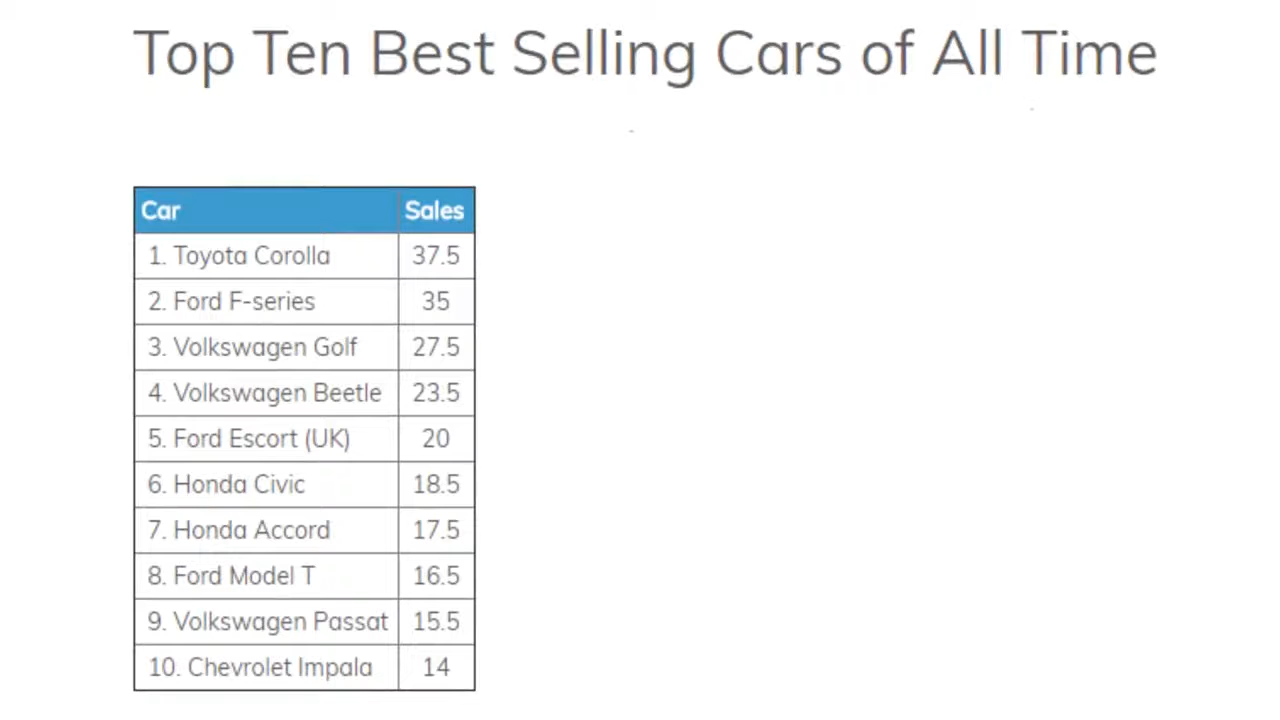 Top Ten Best Selling Cars of All Time
Car Sales
1. Toyota Corolla 37.5
2. Ford F-series 35
3. Volkswagen Golf 27.5
4. Volkswagen Beetle 23.5
5. Ford Escort (UK) 20
6. Honda Civic 18.5
7. Honda Accord 17.5
8. Ford Model T 16.5
9. Volkswagen Passat 15.5
10. Chevrolet Impala 14